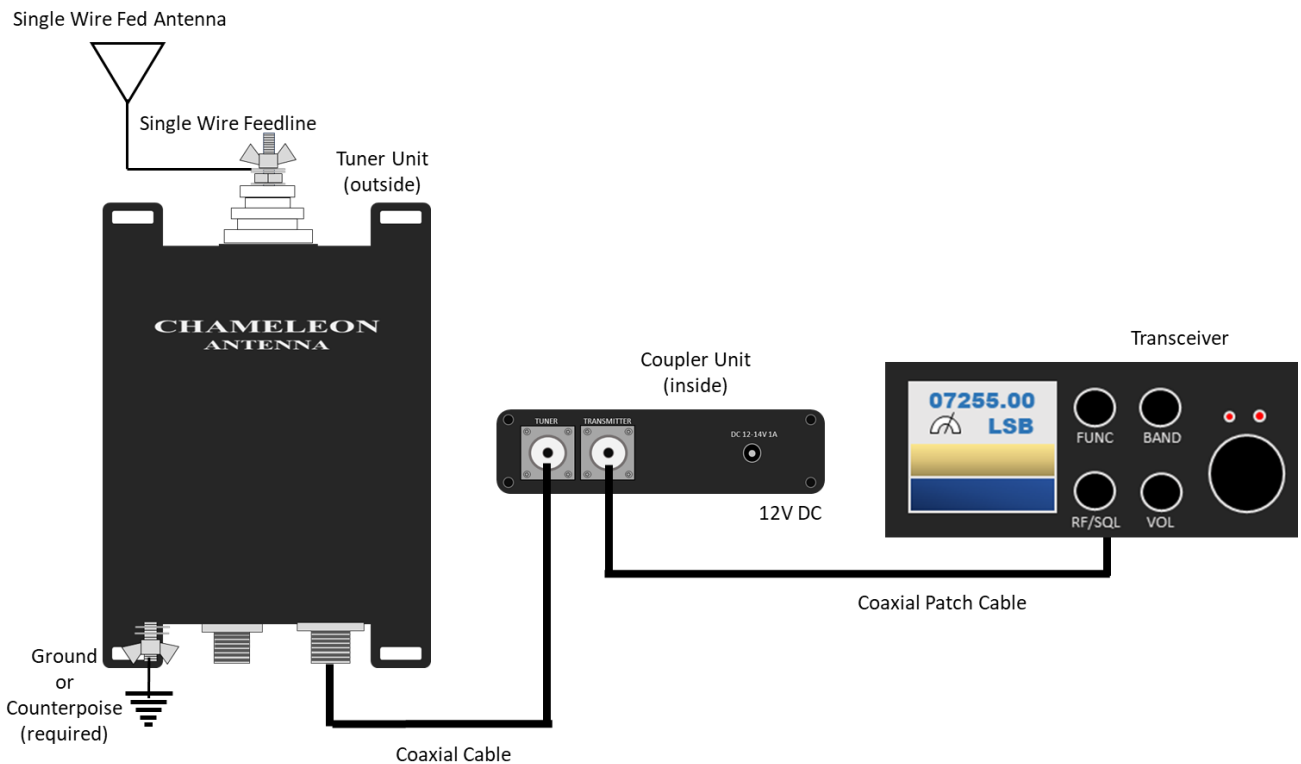 Single Wire Fed Antenna
Single Wire Feedline
Tuner Unit
(outside)
CHAMELEON
ANTENNA
Transceiver
Coupler Unit
(inside)
TUNER
TRANSMITTER
DC 12-14V 1A
12V DC
07255.00
LSB
FUNC
BAND
RF/SQL
VOL
Coaxial Patch Cable
Ground
or
Counterpoise
(required)
Coaxial Cable